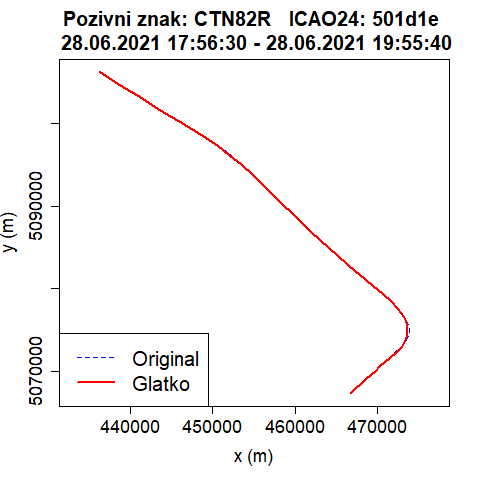 Pozivni znak: CTN82R   ICAO24: 501d1e
28.06.2021 17:56:30 - 28.06.2021 19:55:40
y (m)
5090000
5070000
Original
Glatko
440000 450000 460000 470000
x (m)